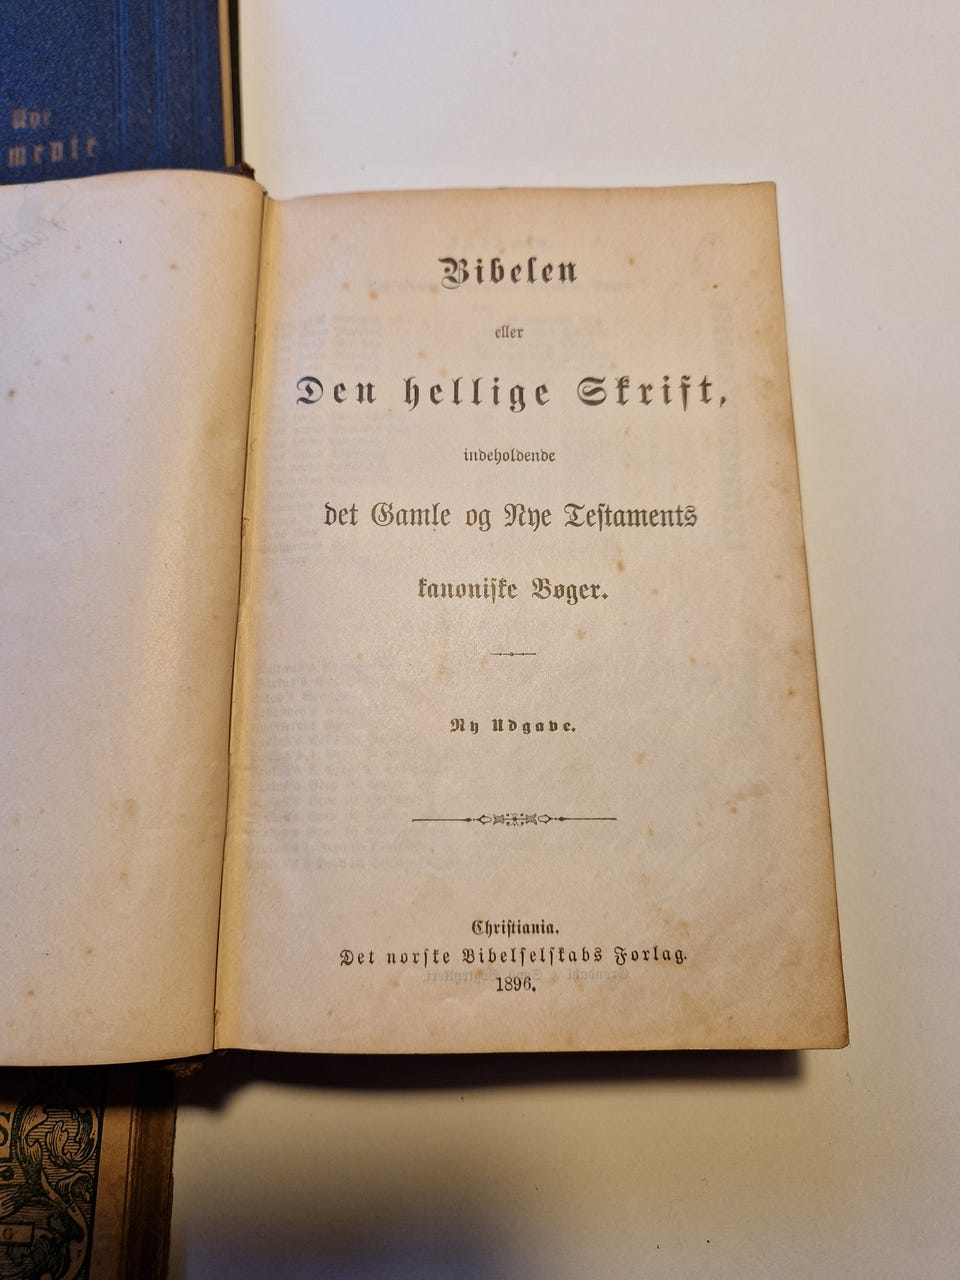 Nye
Bibelen
eller
Den hellige Skrift,
indeholdende
det Gamle og Nye Testaments
kanoniske Bøger.
Ny Udgave.
Christiania.
Det norske Bibelselskabs Forlag.
1896.